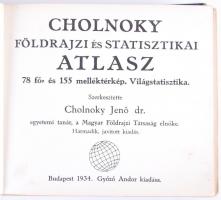 CHOLNOKY
FÖLDRAJZI ÉS STATISZTIKAI
ATLASZ
78 fő- és 155 melléktérkép. Világstatisztika.
Szerkesztette
Cholnoky Jenő dr.
egyetemi tanár, a Magyar Földrajzi Társaság elnöke.
Harmadik, javított kiadás.
Budapest 1934. Győző Andor kiadása.